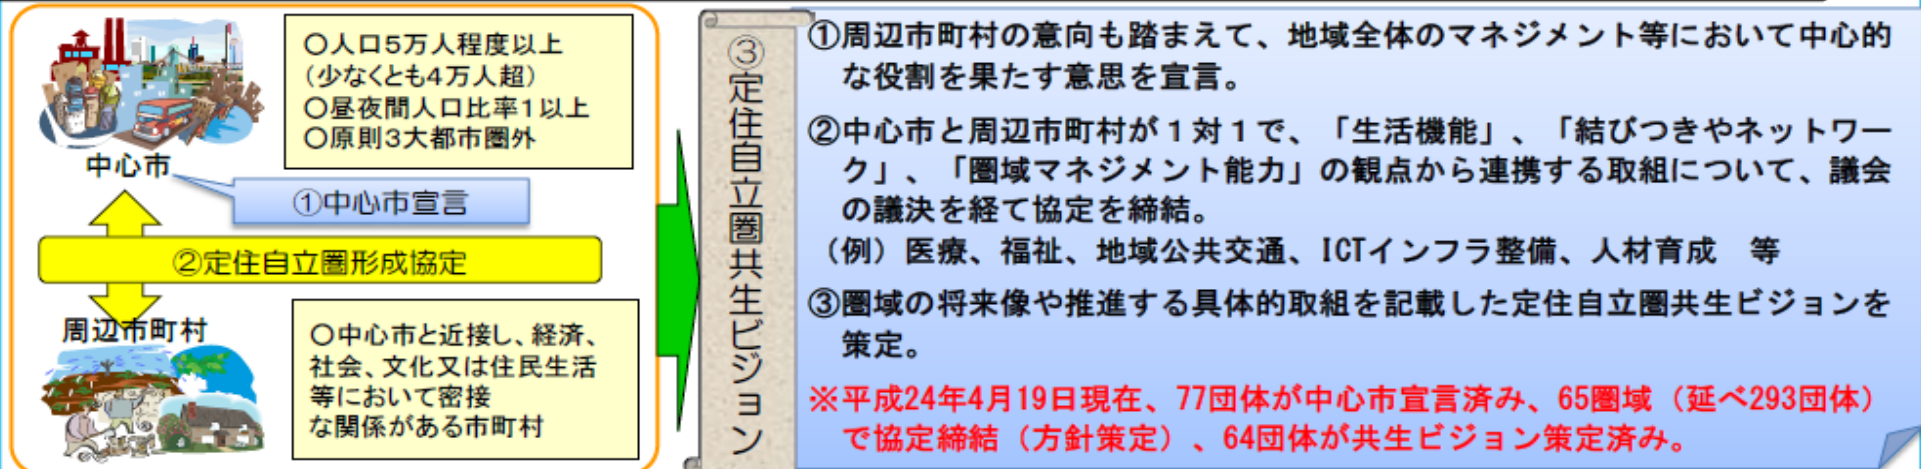 〇人口5万人程度以上
(少なくとも4万人超)
〇昼夜間人口比率1以上
〇原則3大都市圏外
中心市
①中心市宣言
②定住自立圏形成協定
周辺市町村
〇中心市と近接し、経済、
社会、文化又は住民生活
等において密接
な関係がある市町村
③定住自立圏共生ビジョン
①周辺市町村の意向も踏まえて、地域全体のマネジメント等において中心的
な役割を果たす意思を宣言。
②中心市と周辺市町村が1対1で、「生活機能」、「結びつきやネットワー
ク」、「圏域マネジメント能力」の観点から連携する取組について、議会
の議決を経て協定を締結。
(例)医療、福祉、地域公共交通、ICTインフラ整備、人材育成　等
③圏域の将来像や推進する具体的取組を記載した定住自立圏共生ビジョンを
策定。
※平成24年4月19日現在、77団体が中心市宣言済み、65圏域(延べ293団体)
で協定締結(方針策定)、64団体が共生ビジョン策定済み。